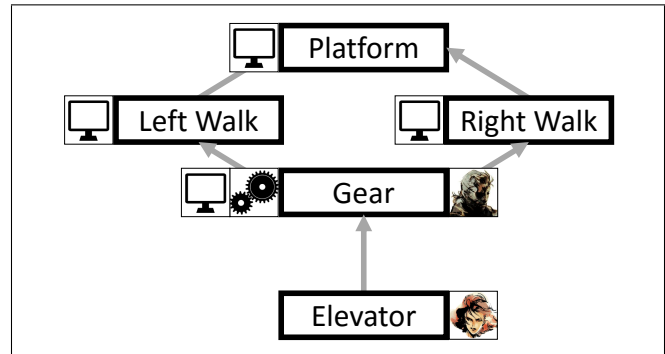 Platform
Left Walk
Right Walk
Gear
Elevator